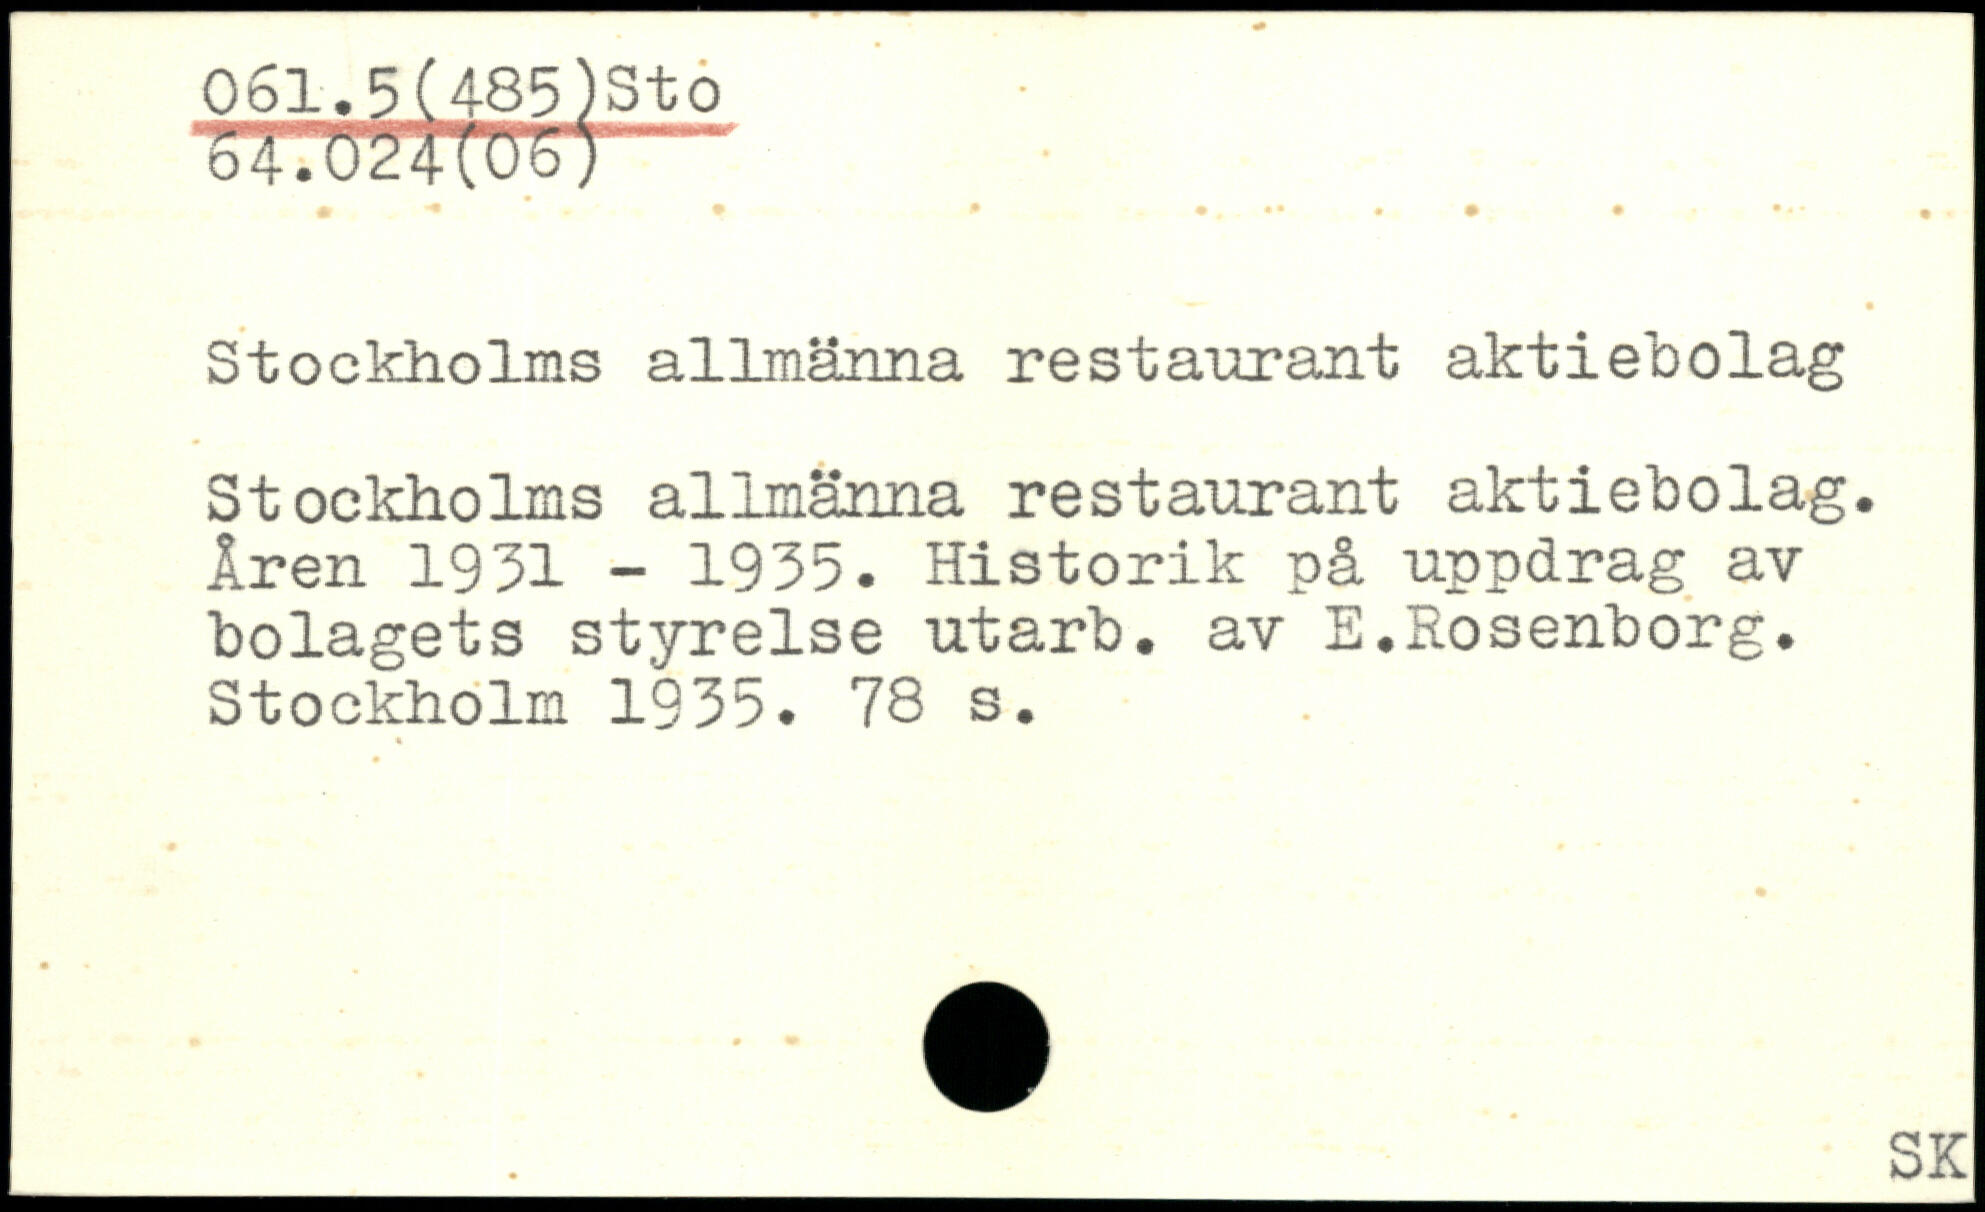 061.5(485)Sto
64.024(06)
Stockholms allmänna restaurant aktiebolag
Stockholms allmänna restaurant aktiebolag.
Åren 1931 - 1935. Historik på uppdrag av
bolagets styrelse utarb. av E.Rosenborg.
Stockholm 1935. 78 s.
SK